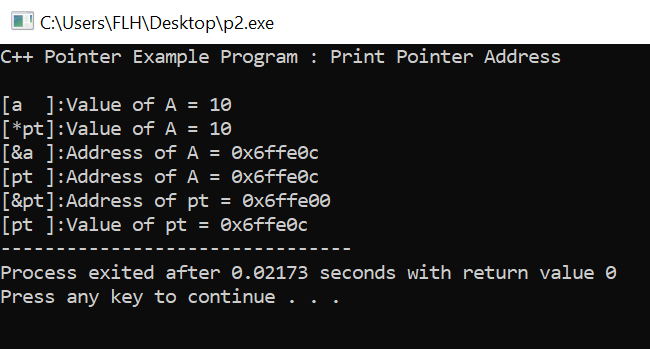 C:\Users\FLH\Desktop\p2.exe
C++ Pointer Example Program : Print Pointer Address
[a  ]:Value of A = 10
[*pt]:Value of A = 10
[&a ]:Address of A = 0x6ffe0c
[pt ]:Address of A = 0x6ffe0c
[&pt]:Address of pt = 0x6ffe00
[pt ]:Value of pt = 0x6ffe0c
--------------------------------
Process exited after 0.02173 seconds with return value 0
Press any key to continue . . .